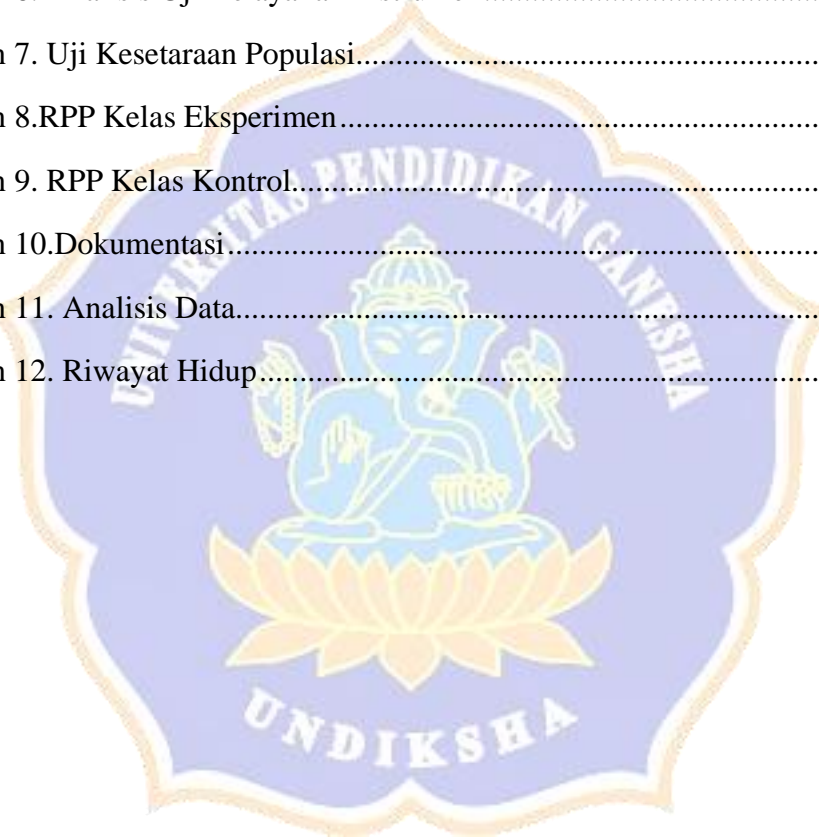 n 7. Uji Kesetaraan Populasi............................................................
n 8.RPP Kelas Eksperimen............................................................
n 9. RPP Kelas Kontrol............................................................
n 10.Dokumentasi............................................................
n 11. Analisis Data............................................................
n 12. Riwayat Hidup............................................................
UNIVERSITAS PENDIDIKAN GANESHA
UNDIKSHA